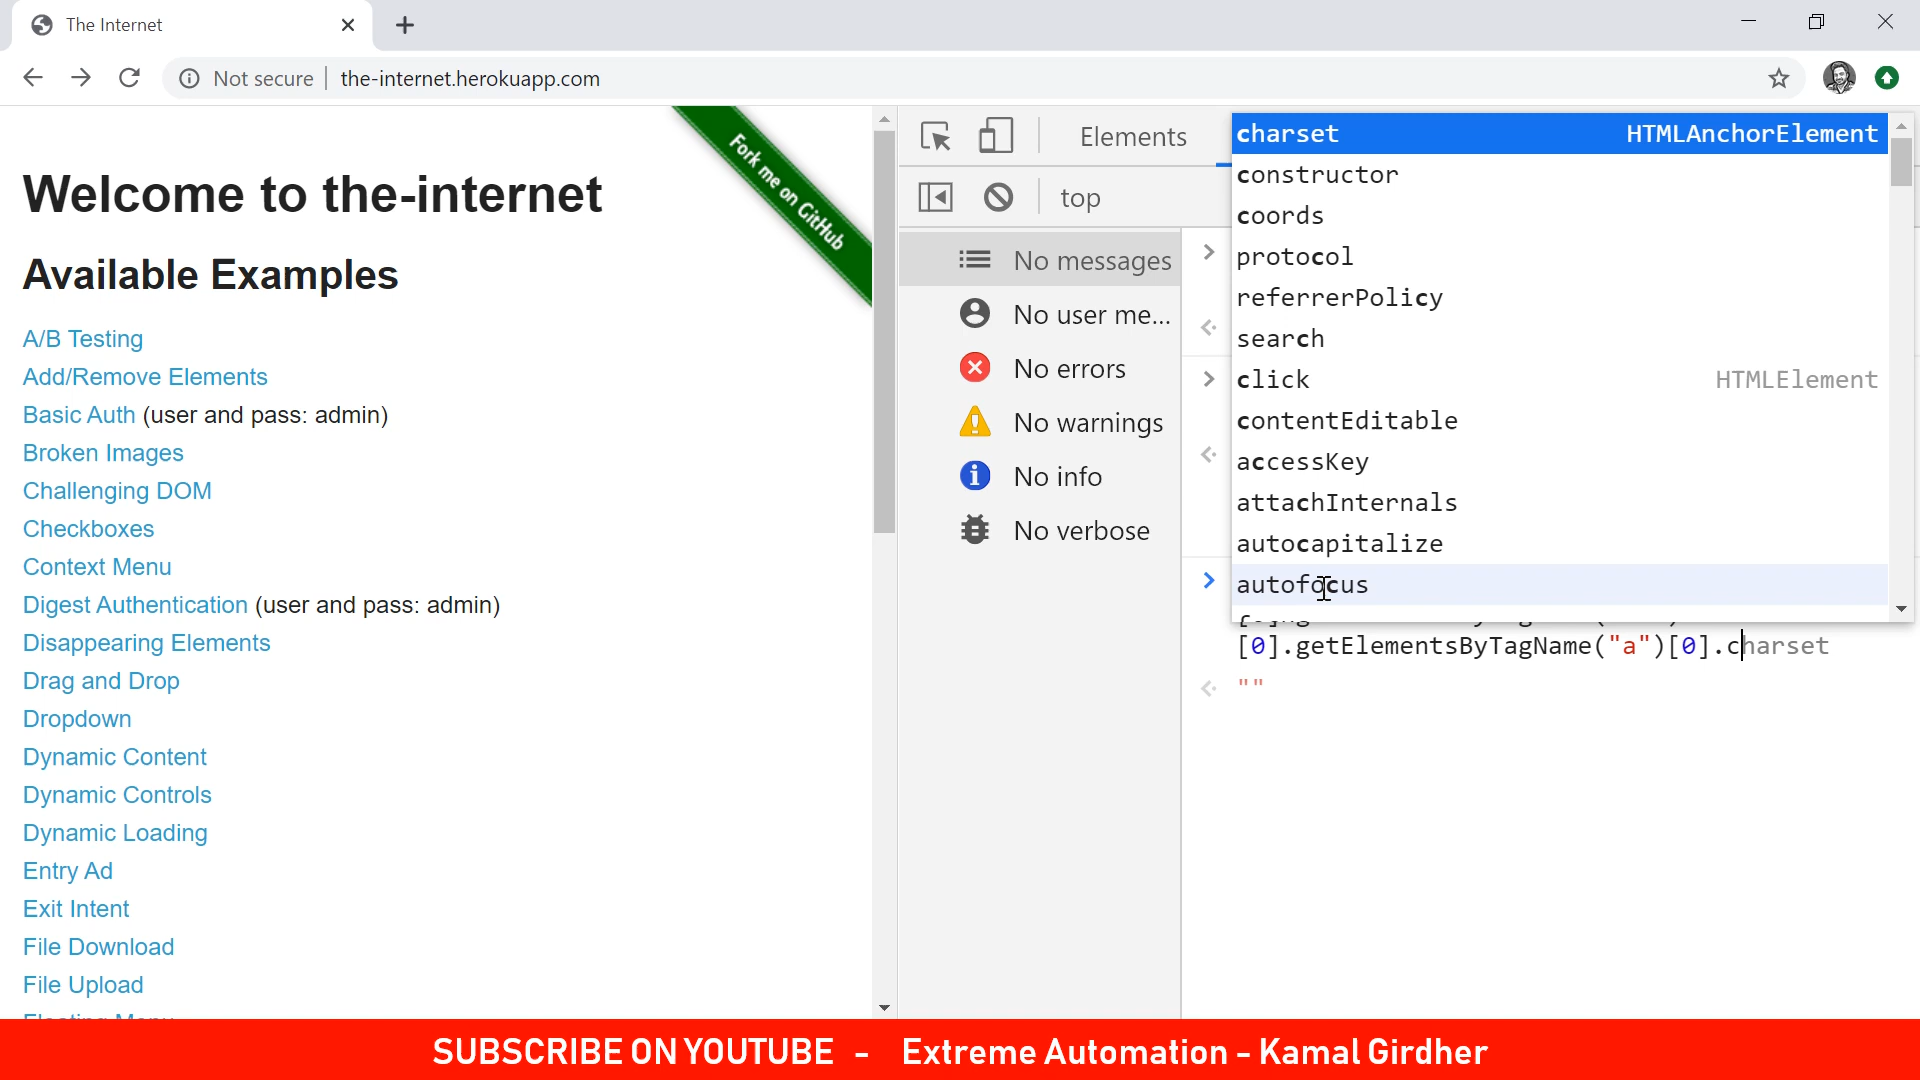 The Internet
Not secure
the-internet.herokuapp.com
Fork me on GitHub
Welcome to the-internet
Available Examples
A/B Testing
Add/Remove Elements
Basic Auth (user and pass: admin)
Broken Images
Challenging DOM
Checkboxes
Context Menu
Digest Authentication (user and pass: admin)
Disappearing Elements
Drag and Drop
Dropdown
Dynamic Content
Dynamic Controls
Dynamic Loading
Entry Ad
Exit Intent
File Download
File Upload
Elements
top
No messages
No user me...
No errors
No warnings
No info
No verbose
charset HTMLAnchorElement
constructor
coords
protocol
referrerPolicy
search
click HTMLElement
contentEditable
accessKey
attachInternals
autocapitalize
autofocus
[0].getElementsByTagName("a")[0].charset
""
SUBSCRIBE ON YOUTUBE - Extreme Automation - Kamal Girdher